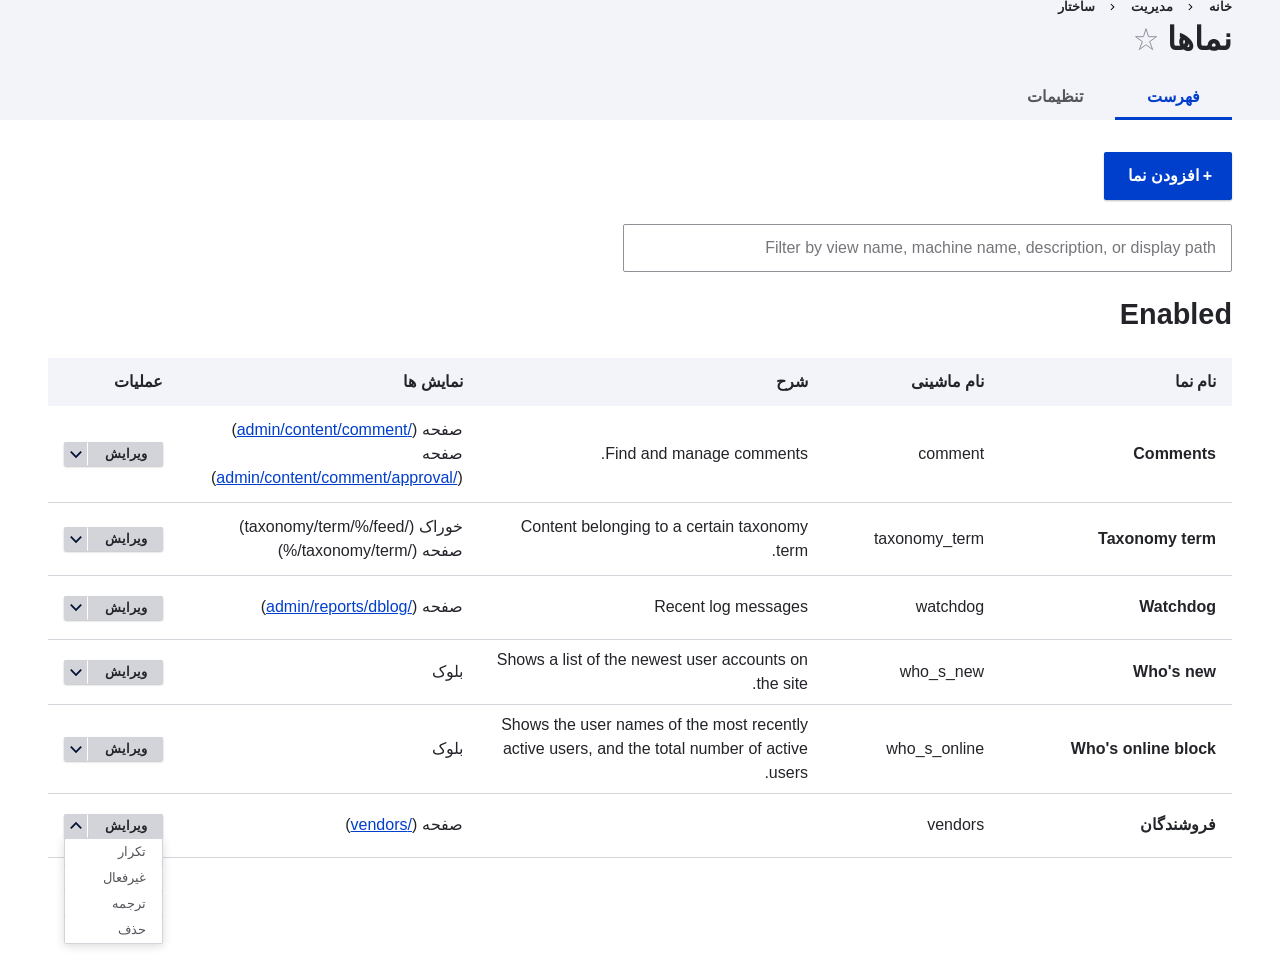 خانه › مدیریت › ساختار
نماها ☆
فهرست تنظیمات
+ افزودن نما
Filter by view name, machine name, description, or display path
Enabled
نام نما نام ماشینی شرح نمایش ها عملیات
Comments comment Find and manage comments. صفحه (/admin/content/comment) ویرایش
صفحه
(/admin/content/comment/approval)
Taxonomy term taxonomy_term Content belonging to a certain taxonomy خوراک (/taxonomy/term/%/feed) ویرایش
term. صفحه (/taxonomy/term/%)
Watchdog watchdog Recent log messages صفحه (/admin/reports/dblog) ویرایش
Who's new who_s_new Shows a list of the newest user accounts on بلوک ویرایش
the site.
Who's online block who_s_online Shows the user names of the most recently بلوک ویرایش
active users, and the total number of active
users.
فروشندگان vendors صفحه (/vendors) ویرایش
تکرار
غیرفعال
ترجمه
حذف